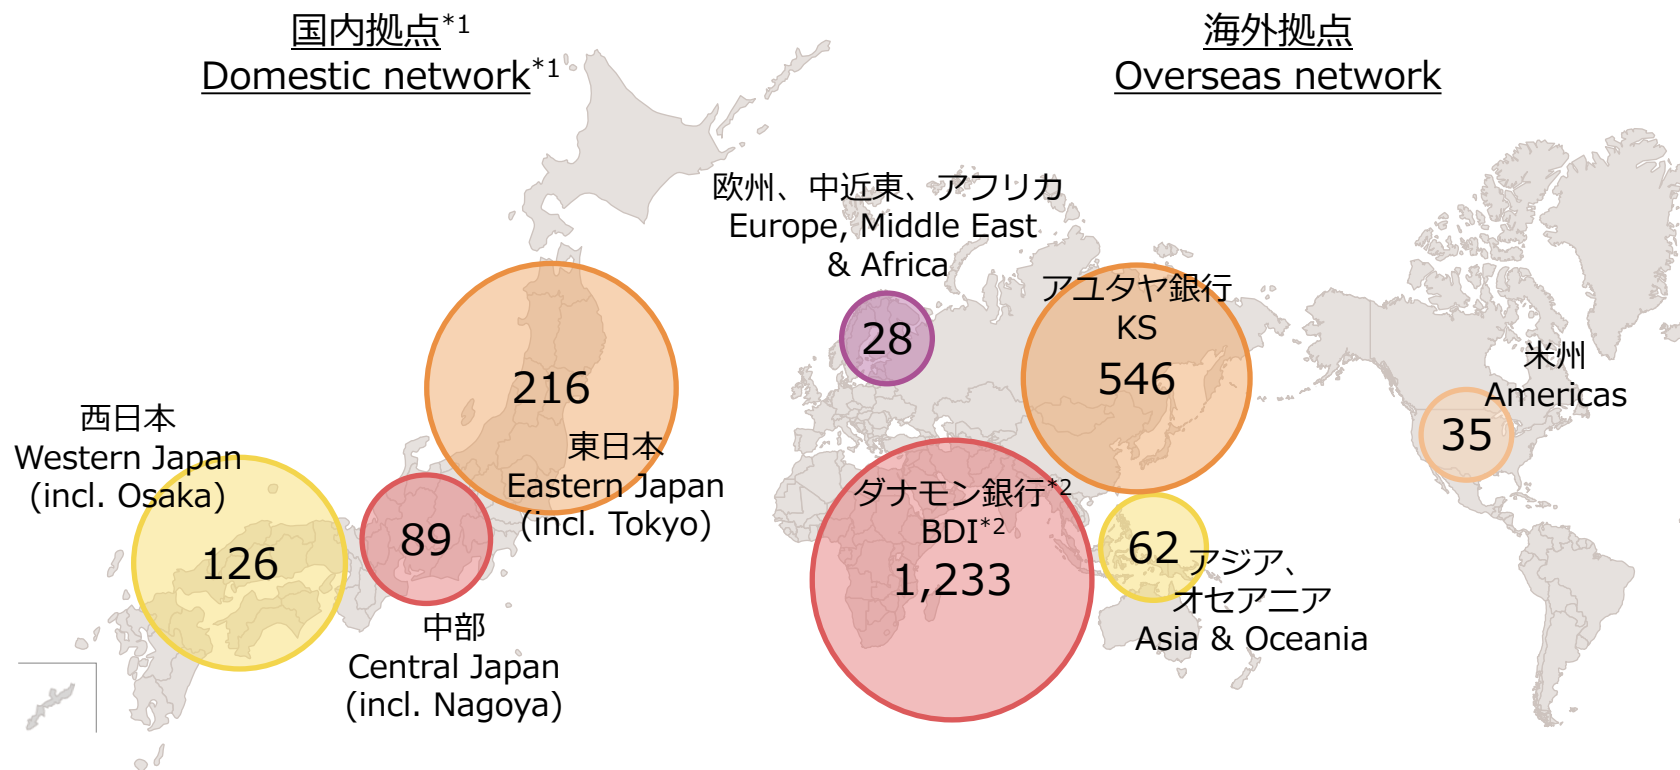 国内拠点*1
Domestic network*1
216
東日本
Eastern Japan
(incl. Tokyo)
西日本
Western Japan
(incl. Osaka)
126
89
中部
Central Japan
(incl. Nagoya)
海外拠点
Overseas network
欧州、中近東、アフリカ
Europe, Middle East
& Africa
28
アユタヤ銀行
KS
546
米州
Americas
35
ダナモン銀行*2
BDI*2
1,233
62
アジア、
オセアニア
Asia & Oceania